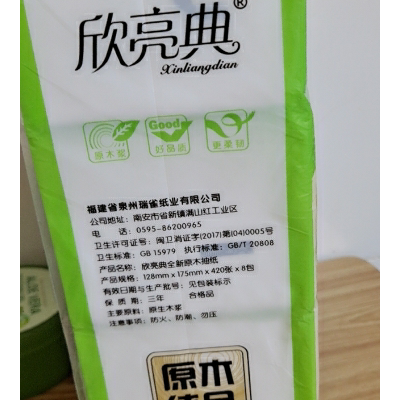 欣亮典®
Xinliangdian
原木浆
Good
好品质
更柔韧
福建省泉州瑞雀纸业有限公司
公司地址：南安市省新镇满山红工业区
电 话：0595-86200965
卫生许可证号：闽卫消证字(2017)第(04)0005号
卫生标准：GB 15979 执行标准：GB/T 20808
产品名称：欣亮典全新原木抽纸
产品规格：128mm x 175mm x 420张 x 8包
有效日期与生产批号：见包装标示
保 质 期：三年 合格品
主要原料：原生木浆
注意事项：防火、防潮、勿压
原木